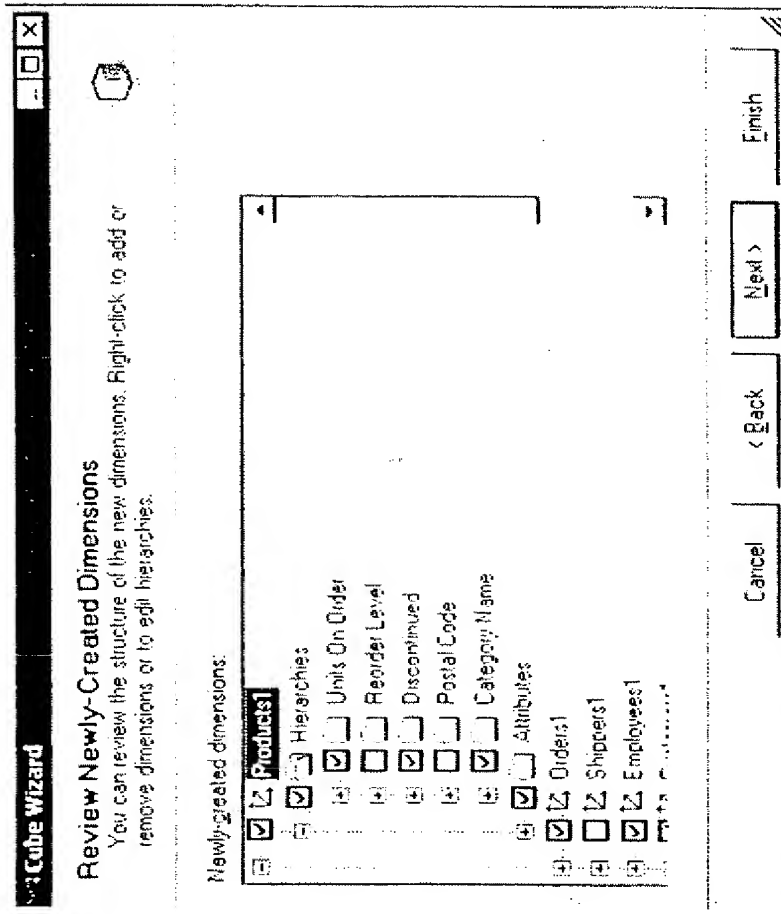 Cube Wizard
Review Newly-Created Dimensions
You can review the structure of the new dimensions. Right-click to add or
remove dimensions or to edit hierarchies.
Newly-created dimensions:
Products1
Hierarchies
Units On Order
Reorder Level
Discontinued
Postal Code
Category Name
Attributes
Orders1
Shippers1
Employees1
Cancel
< Back
Next >
Finish